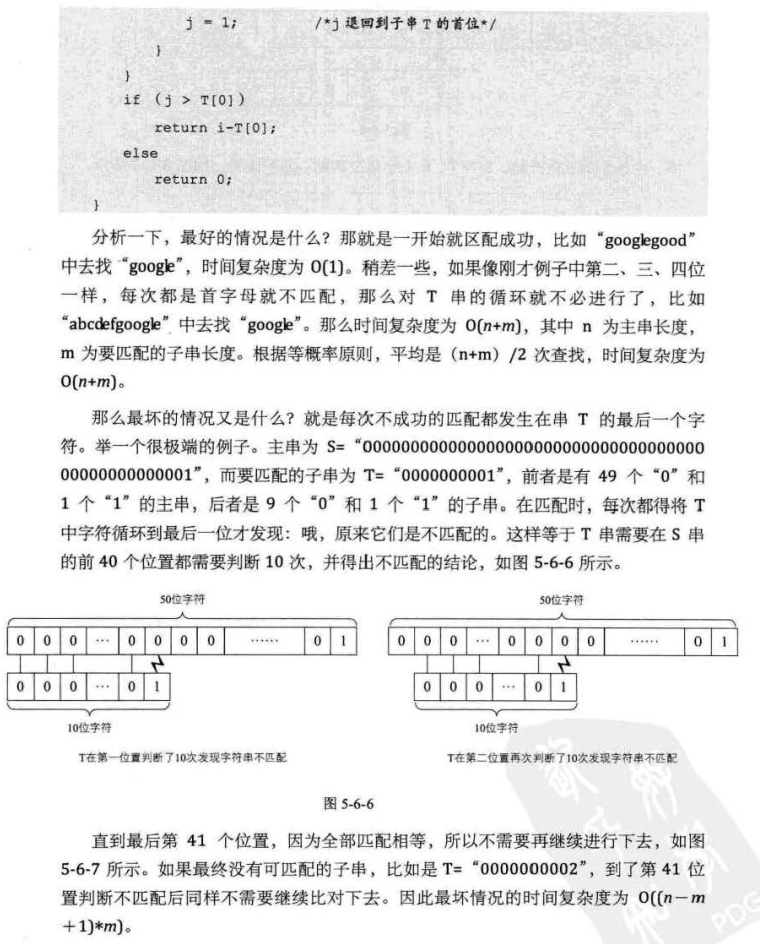 j = 1;    /*j 退回到子串 T 的首位*/
}
}
if (j > T[0])
return i-T[0];
else
return 0;
}
分析一下，最好的情况是什么？那就是一开始就区配成功，比如“googlegood”
中去找“google”，时间复杂度为 O(1)。稍差一些，如果像刚才例子中第二、三、四位
一样，每次都是首字母就不匹配，那么对 T 串的循环就不必进行了，比如
“abcdefgoogle”中去找“google”。那么时间复杂度为 O(n+m)，其中 n 为主串长度，
m 为要匹配的子串长度。根据等概率原则，平均是（n+m）/2 次查找，时间复杂度为
O(n+m)。
那么最坏的情况又是什么？就是每次不成功的匹配都发生在串 T 的最后一个字
符。举一个很极端的例子。主串为 S=“00000000000000000000000000000000000000
000000000001”，而要匹配的子串为 T=“0000000001”，前者是有 49 个“0”和
1 个“1”的主串，后者是 9 个“0”和 1 个“1”的子串。在匹配时，每次都得将 T
中字符循环到最后一位才发现：哦，原来它们是不匹配的。这样等于 T 串需要在 S 串
的前 40 个位置都需要判断 10 次，并得出不匹配的结论，如图 5-6-6 所示。
50位字符
0 0 0 … 0 0 0 0 …… 0 1
0 0 0 … 0 1
10位字符
T在第一位置判断了10次发现字符串不匹配
50位字符
0 0 0 … 0 0 0 0 …… 0 1
0 0 0 … 0 1
10位字符
T在第二位置再次判断了10次发现字符串不匹配
图 5-6-6
直到最后第 41 个位置，因为全部匹配相等，所以不需要再继续进行下去，如图
5-6-7 所示。如果最终没有可匹配的子串，比如是 T=“0000000002”，到了第 41 位
置判断不匹配后同样不需要继续比对下去。因此最坏情况的时间复杂度为 O((n－m
＋1)*m)。
PDG